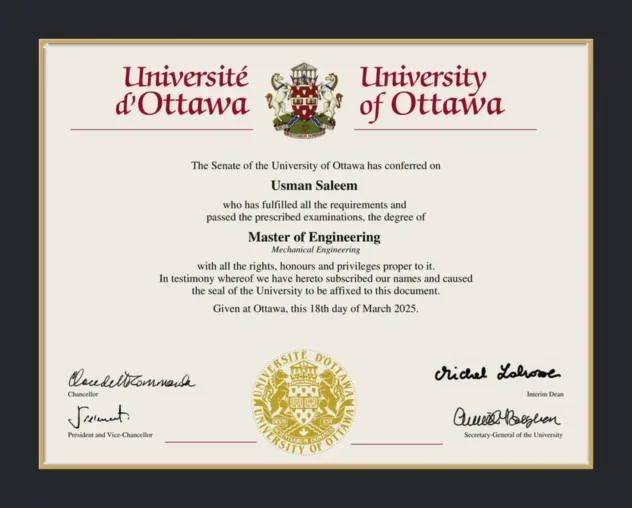 Université
d'Ottawa
University
of Ottawa
The Senate of the University of Ottawa has conferred on
Usman Saleem
who has fulfilled all the requirements and
passed the prescribed examinations, the degree of
Master of Engineering
Mechanical Engineering
with all the rights, honours and privileges proper to it.
In testimony whereof we have hereto subscribed our names and caused
the seal of the University to be affixed to this document.
Given at Ottawa, this 18th day of March 2025.
Chancellor
Interim Dean
President and Vice-Chancellor
Secretary-General of the University
UNIVERSITÉ D'OTTAWA
UNIVERSITY OF OTTAWA